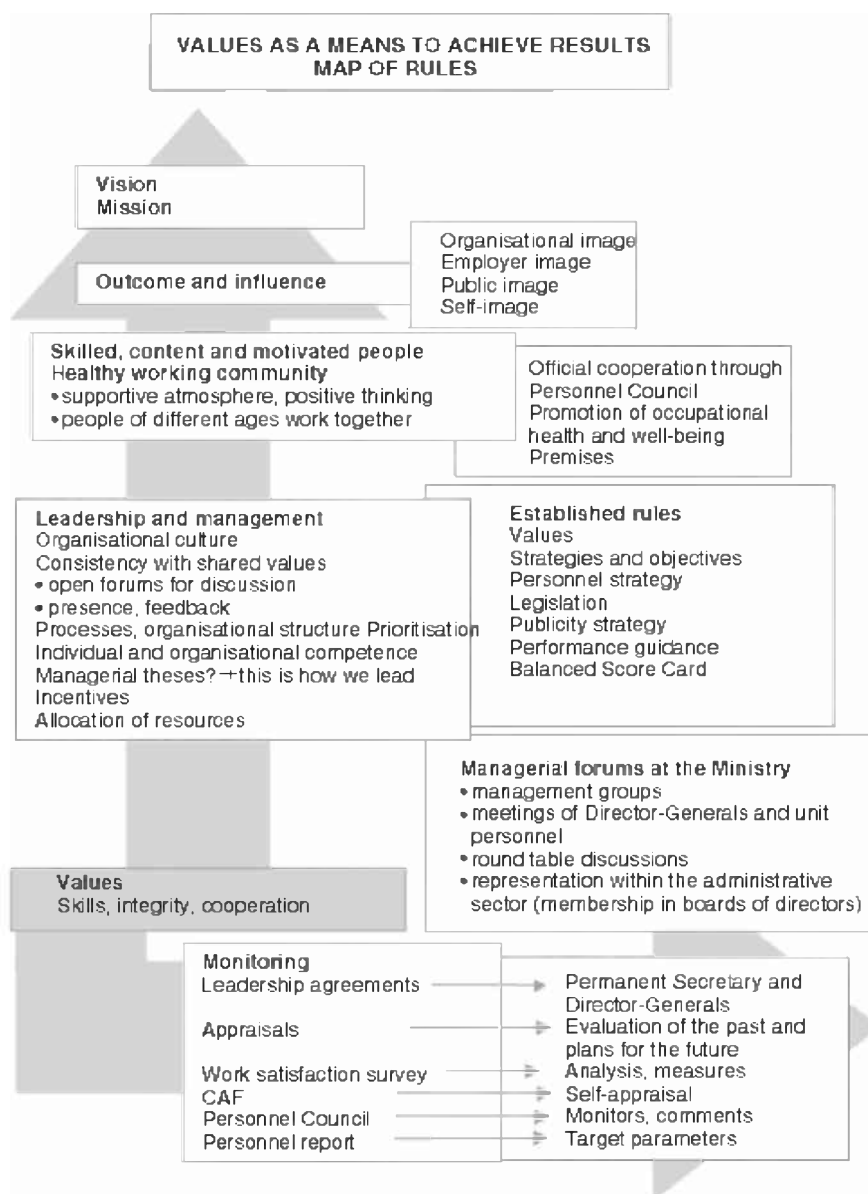 VALUES AS A MEANS TO ACHIEVE RESULTS
MAP OF RULES
Vision
Mission
Outcome and influence
Organisational image
Employer image
Public image
Self-image
Skilled, content and motivated people
Healthy working community
•supportive atmosphere, positive thinking
•people of different ages work together
Official cooperation through
Personnel Council
Promotion of occupational
health and well-being
Premises
Leadership and management
Organisational culture
Consistency with shared values
• open forums for discussion
• presence, feedback
Processes, organisational structure Prioritisation
Individual and organisational competence
Managerial theses?→this is how we lead
Incentives
Allocation of resources
Established rules
Values
Strategies and objectives
Personnel strategy
Legislation
Publicity strategy
Performance guidance
Balanced Score Card
Managerial forums at the Ministry
• management groups
• meetings of Director-Generals and unit
personnel
• round table discussions
• representation within the administrative
sector (membership in boards of directors)
Values
Skills, integrity, cooperation
Monitoring
Leadership agreements → Permanent Secretary and
Director-Generals
Appraisals → Evaluation of the past and
plans for the future
Work satisfaction survey → Analysis, measures
CAF → Self-appraisal
Personnel Council → Monitors, comments
Personnel report → Target parameters